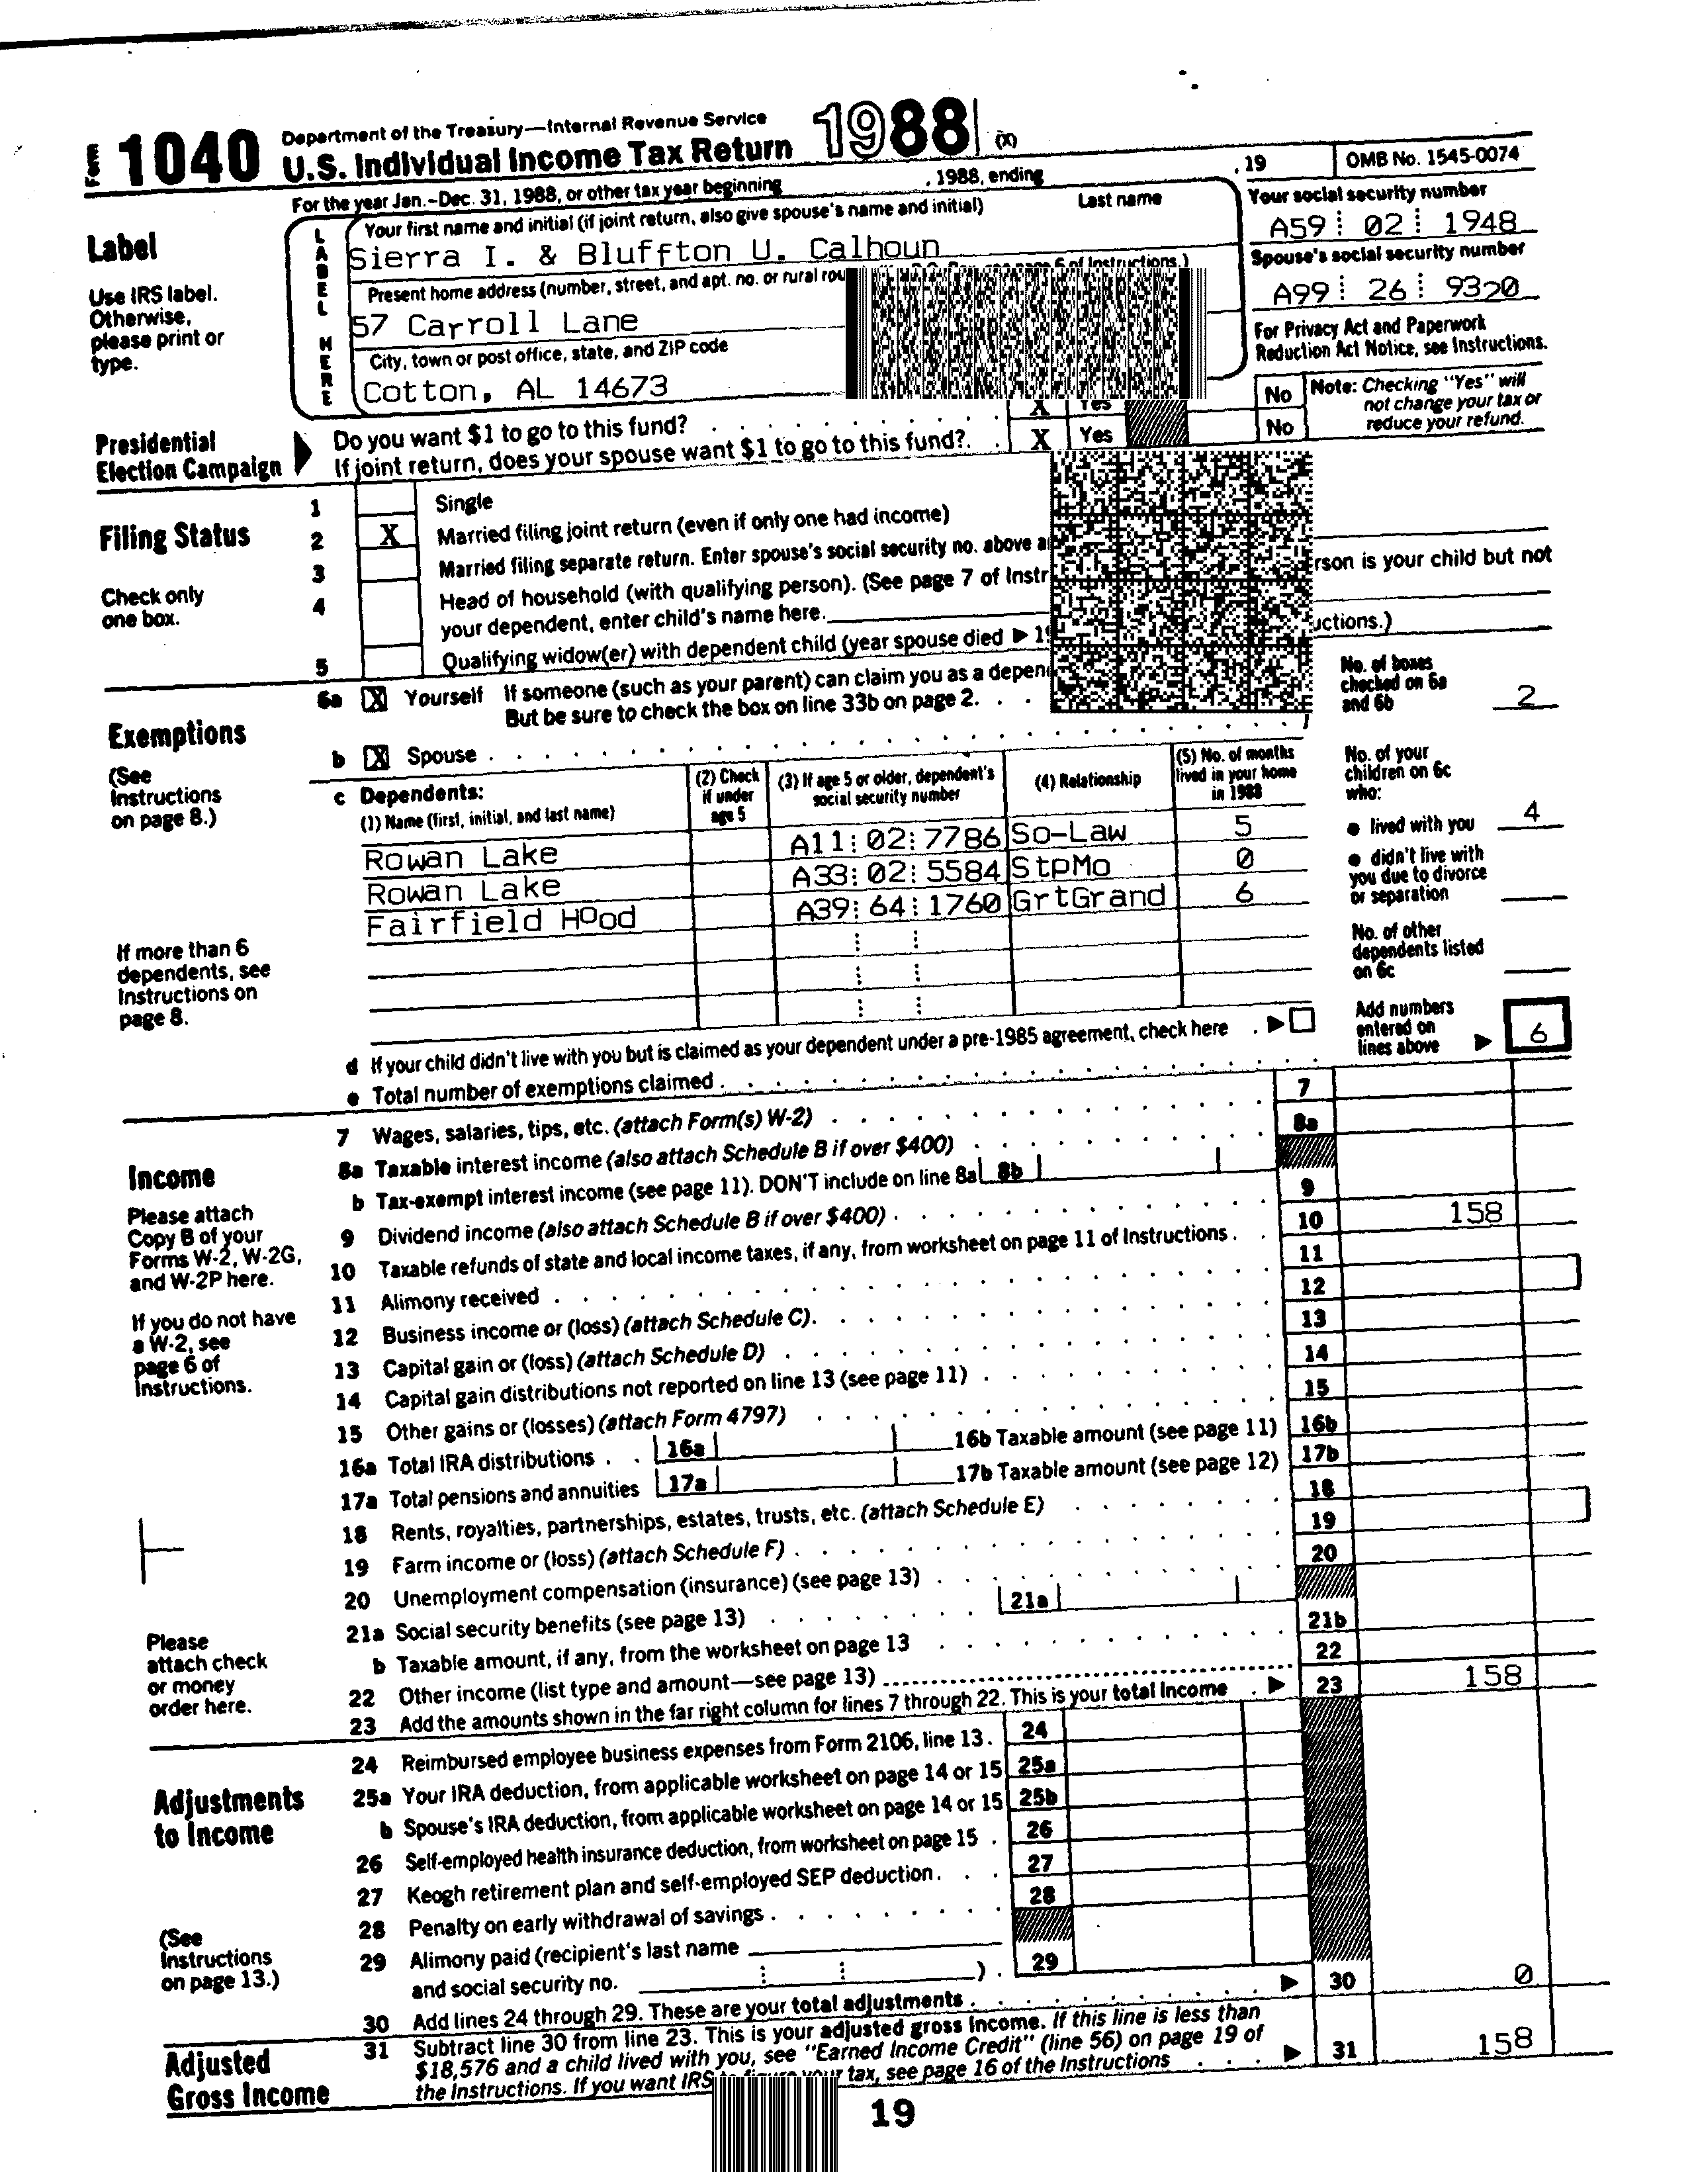 Form 1040 Department of the Treasury—Internal Revenue Service
U.S. Individual Income Tax Return 1988 (X)
For the year Jan.–Dec. 31, 1988, or other tax year beginning , 1988, ending , 19 OMB No. 1545-0074
Label
Use IRS label.
Otherwise,
please print or
type.
LABEL HERE
Your first name and initial (if joint return, also give spouse's name and initial) Last name
Sierra I. & Bluffton U. Calhoun
Present home address (number, street, and apt. no. or rural rou 6 of Instructions.)
57 Carroll Lane
City, town or post office, state, and ZIP code
Cotton, AL 14673
Your social security number
A59 02 1948
Spouse's social security number
A99 26 9320
For Privacy Act and Paperwork
Reduction Act Notice, see Instructions.
Presidential
Election Campaign
Do you want $1 to go to this fund? X Yes No
If joint return, does your spouse want $1 to go to this fund?. X Yes No
Note: Checking "Yes" will
not change your tax or
reduce your refund.
Filing Status
Check only
one box.
1 Single
2 X Married filing joint return (even if only one had income)
3 Married filing separate return. Enter spouse's social security no. above a
4 Head of household (with qualifying person). (See page 7 of Instr rson is your child but not
your dependent, enter child's name here.
5 Qualifying widow(er) with dependent child (year spouse died ▶ 19 uctions.)
Exemptions
(See
Instructions
on page 8.)
6a X Yourself If someone (such as your parent) can claim you as a depen
But be sure to check the box on line 33b on page 2.
b X Spouse
No. of boxes
checked on 6a
and 6b 2
c Dependents:
(1) Name (first, initial, and last name)
(2) Check
if under
age 5
(3) If age 5 or older, dependent's
social security number
(4) Relationship
(5) No. of months
lived in your home
in 1988
Rowan Lake A11 02 7786 So-Law 5
Rowan Lake A33 02 5584 StpMo 0
Fairfield Hood A39 64 1760 GrtGrand 6
No. of your
children on 6c
who:
● lived with you 4
● didn't live with
you due to divorce
or separation
No. of other
dependents listed
on 6c
Add numbers
entered on
lines above ▶ 6
If more than 6
dependents, see
Instructions on
page 8.
d If your child didn't live with you but is claimed as your dependent under a pre-1985 agreement, check here . ▶
e Total number of exemptions claimed
Income
Please attach
Copy B of your
Forms W-2, W-2G,
and W-2P here.
If you do not have
a W-2, see
page 6 of
Instructions.
Please
attach check
or money
order here.
7 Wages, salaries, tips, etc. (attach Form(s) W-2) 7
8a Taxable interest income (also attach Schedule B if over $400) 8a
b Tax-exempt interest income (see page 11). DON'T include on line 8a 8b
9 Dividend income (also attach Schedule B if over $400) 9
10 Taxable refunds of state and local income taxes, if any, from worksheet on page 11 of Instructions 10 158
11 Alimony received 11
12 Business income or (loss) (attach Schedule C). 12
13 Capital gain or (loss) (attach Schedule D) 13
14 Capital gain distributions not reported on line 13 (see page 11) 14
15 Other gains or (losses) (attach Form 4797) 15
16a Total IRA distributions 16a 16b Taxable amount (see page 11) 16b
17a Total pensions and annuities 17a 17b Taxable amount (see page 12) 17b
18 Rents, royalties, partnerships, estates, trusts, etc. (attach Schedule E) 18
19 Farm income or (loss) (attach Schedule F) 19
20 Unemployment compensation (insurance) (see page 13) 20
21a Social security benefits (see page 13) 21a
b Taxable amount, if any, from the worksheet on page 13 21b
22 Other income (list type and amount—see page 13) 22
23 Add the amounts shown in the far right column for lines 7 through 22. This is your total income ▶ 23 158
Adjustments
to Income
(See
Instructions
on page 13.)
24 Reimbursed employee business expenses from Form 2106, line 13 . 24
25a Your IRA deduction, from applicable worksheet on page 14 or 15 25a
b Spouse's IRA deduction, from applicable worksheet on page 14 or 15 25b
26 Self-employed health insurance deduction, from worksheet on page 15 . 26
27 Keogh retirement plan and self-employed SEP deduction. 27
28 Penalty on early withdrawal of savings 28
29 Alimony paid (recipient's last name
and social security no. ) . 29
30 Add lines 24 through 29. These are your total adjustments ▶ 30 0
Adjusted
Gross Income
31 Subtract line 30 from line 23. This is your adjusted gross income. If this line is less than
$18,576 and a child lived with you, see "Earned Income Credit" (line 56) on page 19 of
the Instructions. If you want IRS to figure your tax, see page 16 of the Instructions ▶ 31 158
19